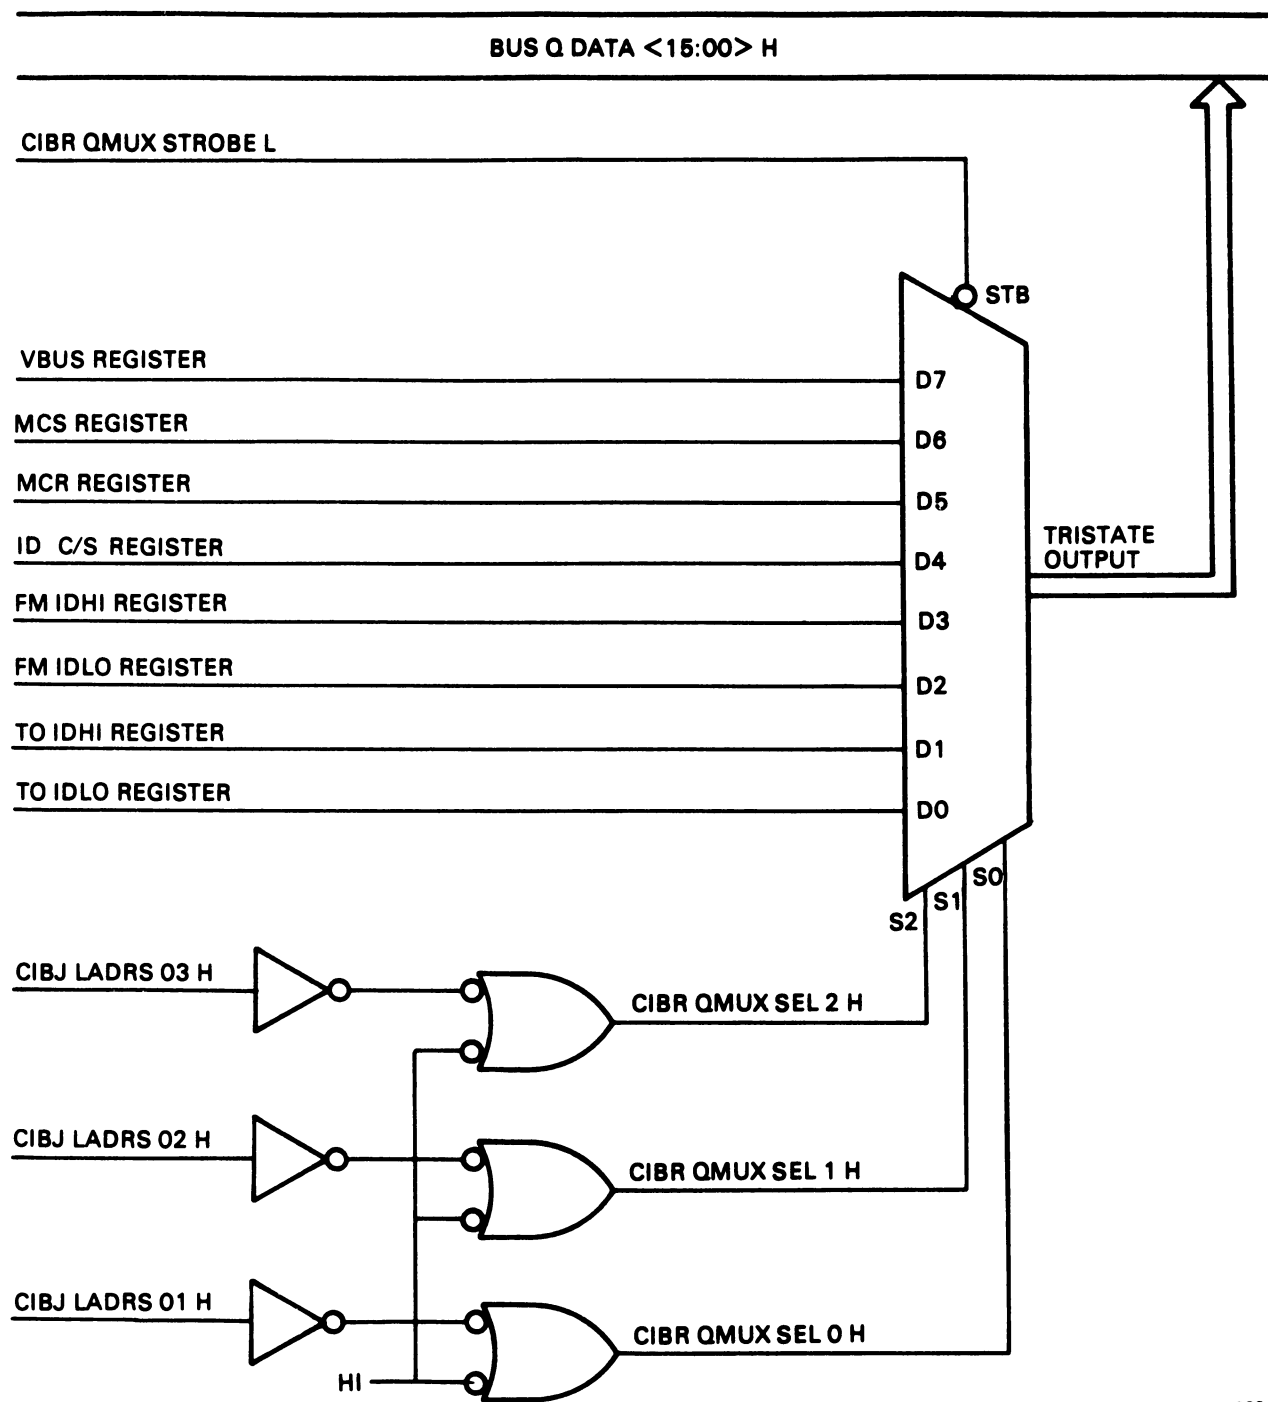 BUS Q DATA <15:00> H
CIBR QMUX STROBE L
STB
VBUS REGISTER
D7
MCS REGISTER
D6
MCR REGISTER
D5
ID C/S REGISTER
D4
TRISTATE
OUTPUT
FM IDHI REGISTER
D3
FM IDLO REGISTER
D2
TO IDHI REGISTER
D1
TO IDLO REGISTER
D0
S0
S1
S2
CIBJ LADRS 03 H
CIBR QMUX SEL 2 H
CIBJ LADRS 02 H
CIBR QMUX SEL 1 H
CIBJ LADRS 01 H
CIBR QMUX SEL 0 H
HI